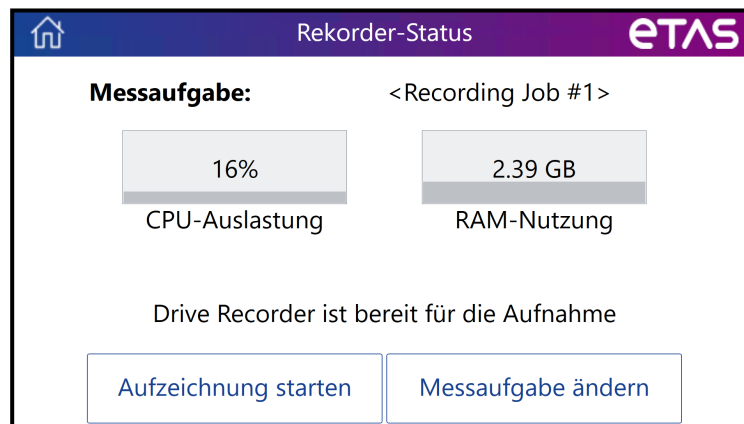 Rekorder-Status
ETAS
Messaufgabe: <Recording Job #1>
16% 2.39 GB
CPU-Auslastung RAM-Nutzung
Drive Recorder ist bereit für die Aufnahme
Aufzeichnung starten Messaufgabe ändern